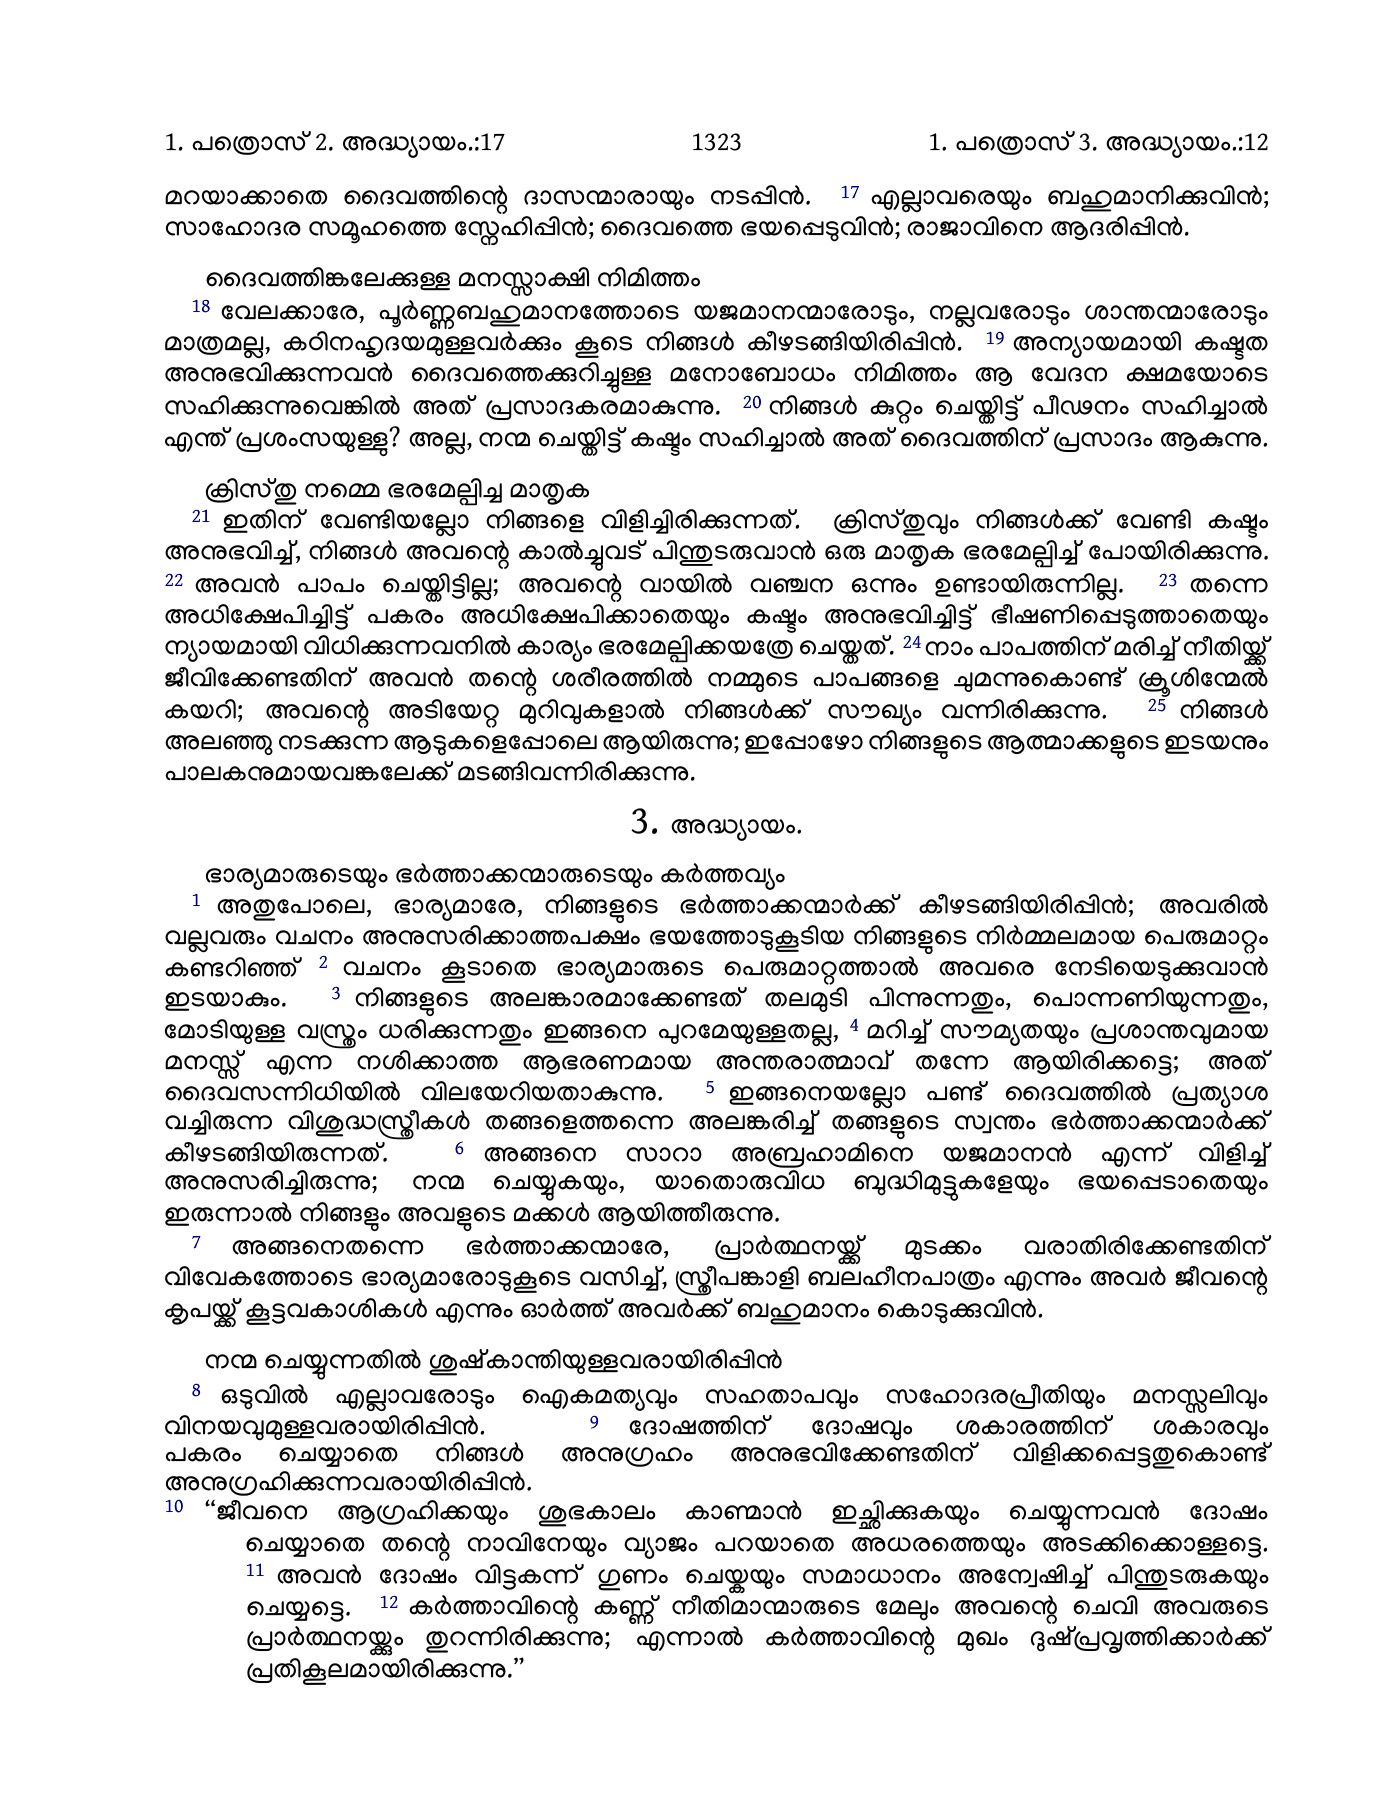 1. പത്രൊസ് 2. അദ്ധ്യായം.:17 1323 1. പത്രൊസ് 3. അദ്ധ്യായം.:12
മറയാക്കാതെ ദൈവത്തിന്റെ ദാസന്മാരായും നടപ്പിൻ. 17 എല്ലാവരെയും ബഹുമാനിക്കുവിൻ;
സാഹോദര സമൂഹത്തെ സ്നേഹിപ്പിൻ; ദൈവത്തെ ഭയപ്പെടുവിൻ; രാജാവിനെ ആദരിപ്പിൻ.
ദൈവത്തിങ്കലേക്കുള്ള മനസ്സാക്ഷി നിമിത്തം
18 വേലക്കാരേ, പൂർണ്ണബഹുമാനത്തോടെ യജമാനന്മാരോടും, നല്ലവരോടും ശാന്തന്മാരോടും
മാത്രമല്ല, കഠിനഹൃദയമുള്ളവർക്കും കൂടെ നിങ്ങൾ കീഴടങ്ങിയിരിപ്പിൻ. 19 അന്യായമായി കഷ്ടത
അനുഭവിക്കുന്നവൻ ദൈവത്തെക്കുറിച്ചുള്ള മനോബോധം നിമിത്തം ആ വേദന ക്ഷമയോടെ
സഹിക്കുന്നുവെങ്കിൽ അത് പ്രസാദകരമാകുന്നു. 20 നിങ്ങൾ കുറ്റം ചെയ്തിട്ട് പീഢനം സഹിച്ചാൽ
എന്ത് പ്രശംസയുള്ളു? അല്ല, നന്മ ചെയ്തിട്ട് കഷ്ടം സഹിച്ചാൽ അത് ദൈവത്തിന് പ്രസാദം ആകുന്നു.
ക്രിസ്തു നമ്മെ ഭരമേല്പിച്ച മാതൃക
21 ഇതിന് വേണ്ടിയല്ലോ നിങ്ങളെ വിളിച്ചിരിക്കുന്നത്. ക്രിസ്തുവും നിങ്ങൾക്ക് വേണ്ടി കഷ്ടം
അനുഭവിച്ച്, നിങ്ങൾ അവന്റെ കാൽച്ചുവട് പിന്തുടരുവാൻ ഒരു മാതൃക ഭരമേല്പിച്ച് പോയിരിക്കുന്നു.
22 അവൻ പാപം ചെയ്തിട്ടില്ല; അവന്റെ വായിൽ വഞ്ചന ഒന്നും ഉണ്ടായിരുന്നില്ല. 23 തന്നെ
അധിക്ഷേപിച്ചിട്ട് പകരം അധിക്ഷേപിക്കാതെയും കഷ്ടം അനുഭവിച്ചിട്ട് ഭീഷണിപ്പെടുത്താതെയും
ന്യായമായി വിധിക്കുന്നവനിൽ കാര്യം ഭരമേല്പിക്കയത്രേ ചെയ്തത്. 24 നാം പാപത്തിന് മരിച്ച് നീതിയ്ക്ക്
ജീവിക്കേണ്ടതിന് അവൻ തന്റെ ശരീരത്തിൽ നമ്മുടെ പാപങ്ങളെ ചുമന്നുകൊണ്ട് ക്രൂശിന്മേൽ
കയറി; അവന്റെ അടിയേറ്റ മുറിവുകളാൽ നിങ്ങൾക്ക് സൗഖ്യം വന്നിരിക്കുന്നു. 25 നിങ്ങൾ
അലഞ്ഞു നടക്കുന്ന ആടുകളെപ്പോലെ ആയിരുന്നു; ഇപ്പോഴോ നിങ്ങളുടെ ആത്മാക്കളുടെ ഇടയനും
പാലകനുമായവങ്കലേക്ക് മടങ്ങിവന്നിരിക്കുന്നു.
3. അദ്ധ്യായം.
ഭാര്യമാരുടെയും ഭർത്താക്കന്മാരുടെയും കർത്തവ്യം
1 അതുപോലെ, ഭാര്യമാരേ, നിങ്ങളുടെ ഭർത്താക്കന്മാർക്ക് കീഴടങ്ങിയിരിപ്പിൻ; അവരിൽ
വല്ലവരും വചനം അനുസരിക്കാത്തപക്ഷം ഭയത്തോടുകൂടിയ നിങ്ങളുടെ നിർമ്മലമായ പെരുമാറ്റം
കണ്ടറിഞ്ഞ് 2 വചനം കൂടാതെ ഭാര്യമാരുടെ പെരുമാറ്റത്താൽ അവരെ നേടിയെടുക്കുവാൻ
ഇടയാകും. 3 നിങ്ങളുടെ അലങ്കാരമാക്കേണ്ടത് തലമുടി പിന്നുന്നതും, പൊന്നണിയുന്നതും,
മോടിയുള്ള വസ്ത്രം ധരിക്കുന്നതും ഇങ്ങനെ പുറമേയുള്ളതല്ല, 4 മറിച്ച് സൗമ്യതയും പ്രശാന്തവുമായ
മനസ്സ് എന്ന നശിക്കാത്ത ആഭരണമായ അന്തരാത്മാവ് തന്നേ ആയിരിക്കട്ടെ; അത്
ദൈവസന്നിധിയിൽ വിലയേറിയതാകുന്നു. 5 ഇങ്ങനെയല്ലോ പണ്ട് ദൈവത്തിൽ പ്രത്യാശ
വച്ചിരുന്ന വിശുദ്ധസ്ത്രീകൾ തങ്ങളെത്തന്നെ അലങ്കരിച്ച് തങ്ങളുടെ സ്വന്തം ഭർത്താക്കന്മാർക്ക്
കീഴടങ്ങിയിരുന്നത്. 6 അങ്ങനെ സാറാ അബ്രഹാമിനെ യജമാനൻ എന്ന് വിളിച്ച്
അനുസരിച്ചിരുന്നു; നന്മ ചെയ്യുകയും, യാതൊരുവിധ ബുദ്ധിമുട്ടുകളേയും ഭയപ്പെടാതെയും
ഇരുന്നാൽ നിങ്ങളും അവളുടെ മക്കൾ ആയിത്തീരുന്നു.
7 അങ്ങനെതന്നെ ഭർത്താക്കന്മാരേ, പ്രാർത്ഥനയ്ക്ക് മുടക്കം വരാതിരിക്കേണ്ടതിന്
വിവേകത്തോടെ ഭാര്യമാരോടുകൂടെ വസിച്ച്, സ്ത്രീപങ്കാളി ബലഹീനപാത്രം എന്നും അവർ ജീവന്റെ
കൃപയ്ക്ക് കൂട്ടവകാശികൾ എന്നും ഓർത്ത് അവർക്ക് ബഹുമാനം കൊടുക്കുവിൻ.
നന്മ ചെയ്യുന്നതിൽ ശുഷ്കാന്തിയുള്ളവരായിരിപ്പിൻ
8 ഒടുവിൽ എല്ലാവരോടും ഐകമത്യവും സഹതാപവും സഹോദരപ്രീതിയും മനസ്സലിവും
വിനയവുമുള്ളവരായിരിപ്പിൻ. 9 ദോഷത്തിന് ദോഷവും ശകാരത്തിന് ശകാരവും
പകരം ചെയ്യാതെ നിങ്ങൾ അനുഗ്രഹം അനുഭവിക്കേണ്ടതിന് വിളിക്കപ്പെട്ടതുകൊണ്ട്
അനുഗ്രഹിക്കുന്നവരായിരിപ്പിൻ.
10 “ജീവനെ ആഗ്രഹിക്കയും ശുഭകാലം കാണ്മാൻ ഇച്ഛിക്കുകയും ചെയ്യുന്നവൻ ദോഷം
ചെയ്യാതെ തന്റെ നാവിനേയും വ്യാജം പറയാതെ അധരത്തെയും അടക്കിക്കൊള്ളട്ടെ.
11 അവൻ ദോഷം വിട്ടകന്ന് ഗുണം ചെയ്കയും സമാധാനം അന്വേഷിച്ച് പിന്തുടരുകയും
ചെയ്യട്ടെ. 12 കർത്താവിന്റെ കണ്ണ് നീതിമാന്മാരുടെ മേലും അവന്റെ ചെവി അവരുടെ
പ്രാർത്ഥനയ്ക്കും തുറന്നിരിക്കുന്നു; എന്നാൽ കർത്താവിന്റെ മുഖം ദുഷ്പ്രവൃത്തിക്കാർക്ക്
പ്രതികൂലമായിരിക്കുന്നു.”